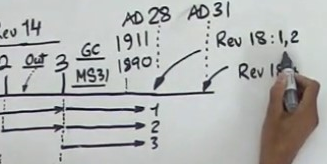 AD 28 AD 31
Rev 14
1911
Rev 18:1,2
2 Out 3 GC
MS31 1890
Rev 18
1
2
3